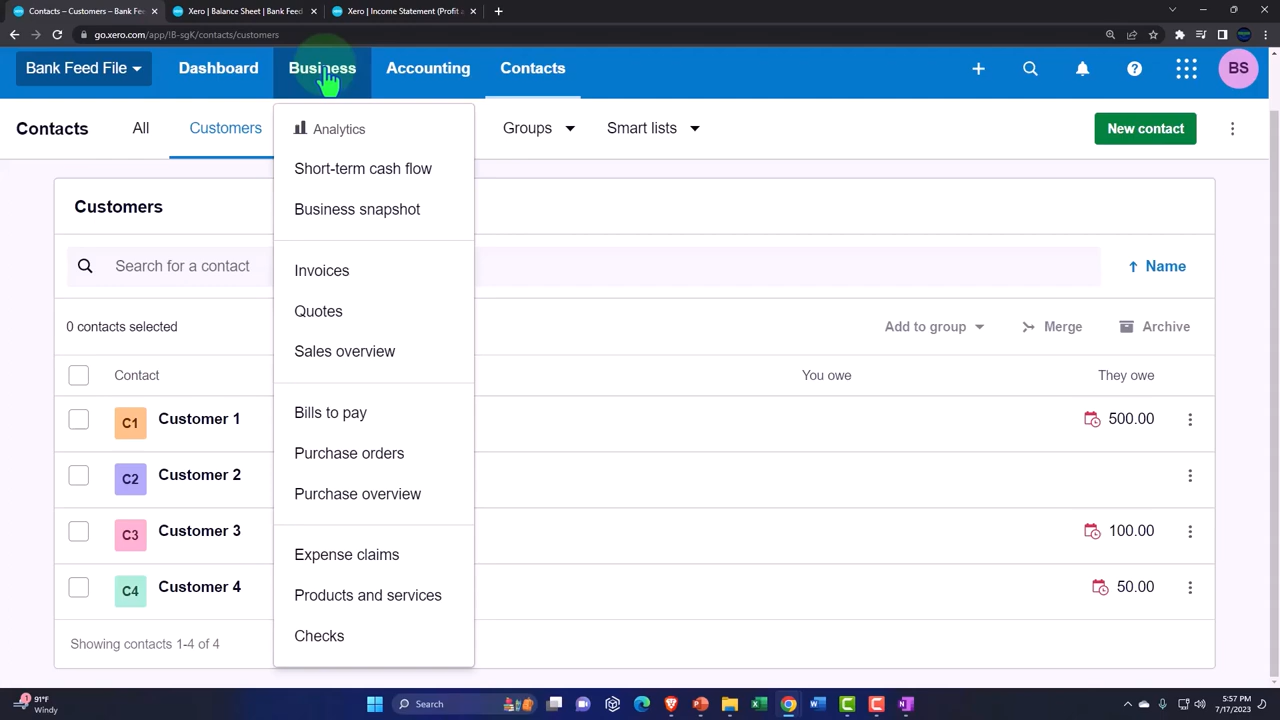 Contacts – Customers – Bank Feed
Xero | Balance Sheet | Bank Feed
Xero | Income Statement (Profit a
go.xero.com/app/!B-sgK/contacts/customers
Bank Feed File
Dashboard
Business
Accounting
Contacts
BS
Contacts
All
Customers
Groups
Smart lists
New contact
Analytics
Short-term cash flow
Business snapshot
Invoices
Quotes
Sales overview
Bills to pay
Purchase orders
Purchase overview
Expense claims
Products and services
Checks
Customers
Search for a contact
Name
0 contacts selected
Add to group
Merge
Archive
Contact
You owe
They owe
C1 Customer 1 500.00
C2 Customer 2
C3 Customer 3 100.00
C4 Customer 4 50.00
Showing contacts 1-4 of 4
91°F
Windy
Search
5:57 PM
7/17/2023